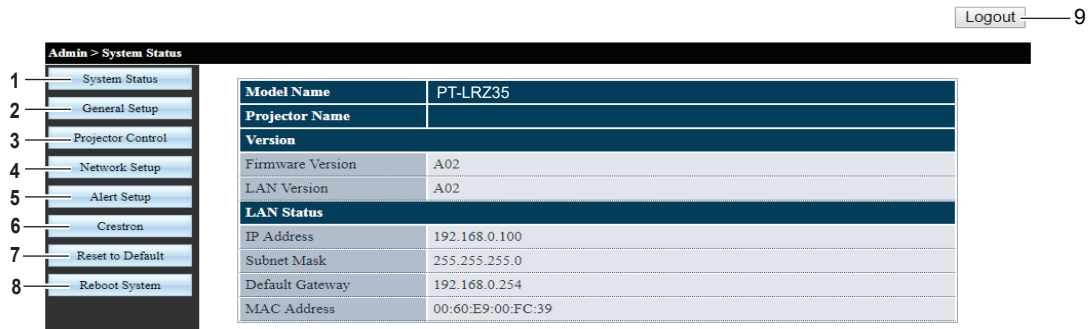 Logout 9
Admin > System Status
1 System Status
2 General Setup
3 Projector Control
4 Network Setup
5 Alert Setup
6 Crestron
7 Reset to Default
8 Reboot System
Model Name PT-LRZ35
Projector Name
Version
Firmware Version A02
LAN Version A02
LAN Status
IP Address 192.168.0.100
Subnet Mask 255.255.255.0
Default Gateway 192.168.0.254
MAC Address 00:60:E9:00:FC:39